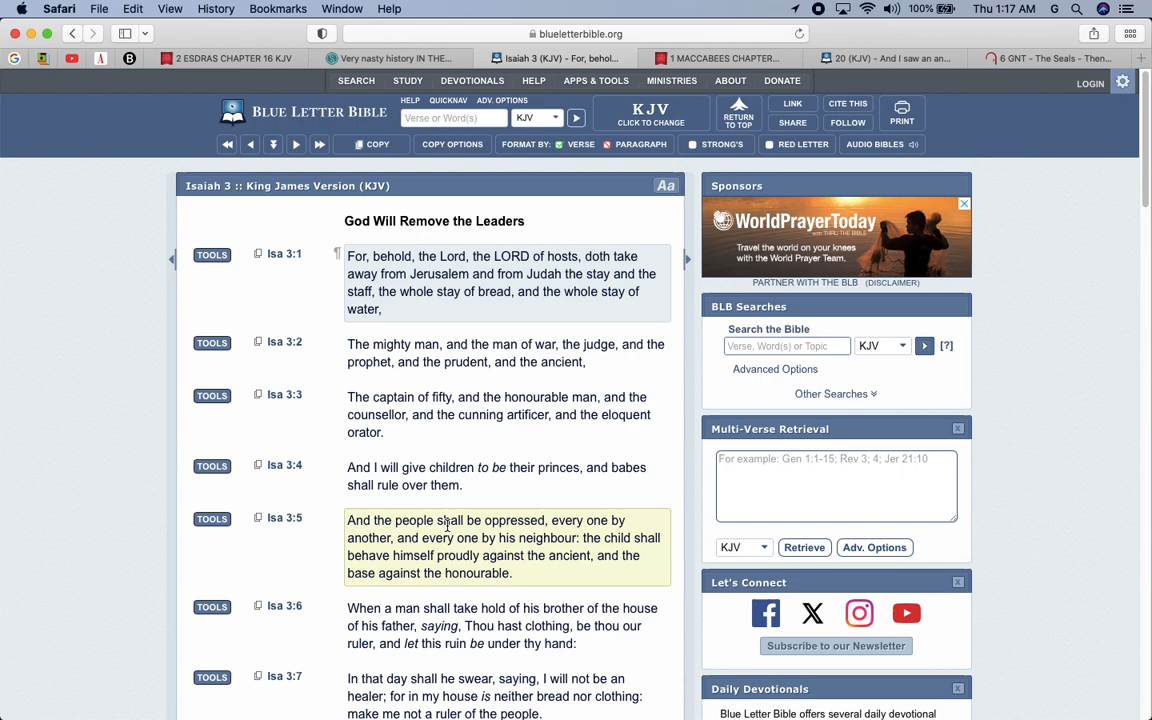 Safari File Edit View History Bookmarks Window Help 100% Thu 1:17 AM G
blueletterbible.org
2 ESDRAS CHAPTER 16 KJV
Very nasty history IN THE...
Isaiah 3 (KJV) - For, behol...
1 MACCABEES CHAPTER...
20 (KJV) - And I saw an an...
6 GNT - The Seals - Then...
SEARCH STUDY DEVOTIONALS HELP APPS & TOOLS MINISTRIES ABOUT DONATE
LOGIN
BLUE LETTER BIBLE
HELP QUICKNAV ADV. OPTIONS
Verse or Word(s) KJV
KJV
CLICK TO CHANGE
RETURN
TO TOP
LINK CITE THIS
SHARE FOLLOW
PRINT
COPY COPY OPTIONS FORMAT BY: VERSE PARAGRAPH STRONG'S RED LETTER AUDIO BIBLES
Isaiah 3 :: King James Version (KJV) Aa
God Will Remove the Leaders
TOOLS Isa 3:1 ¶ For, behold, the Lord, the LORD of hosts, doth take
away from Jerusalem and from Judah the stay and the
staff, the whole stay of bread, and the whole stay of
water,
TOOLS Isa 3:2 The mighty man, and the man of war, the judge, and the
prophet, and the prudent, and the ancient,
TOOLS Isa 3:3 The captain of fifty, and the honourable man, and the
counsellor, and the cunning artificer, and the eloquent
orator.
TOOLS Isa 3:4 And I will give children to be their princes, and babes
shall rule over them.
TOOLS Isa 3:5 And the people shall be oppressed, every one by
another, and every one by his neighbour: the child shall
behave himself proudly against the ancient, and the
base against the honourable.
TOOLS Isa 3:6 When a man shall take hold of his brother of the house
of his father, saying, Thou hast clothing, be thou our
ruler, and let this ruin be under thy hand:
TOOLS Isa 3:7 In that day shall he swear, saying, I will not be an
healer; for in my house is neither bread nor clothing:
make me not a ruler of the people.
Sponsors
WorldPrayerToday
with THRU THE BIBLE
Travel the world on your
knees with the World Prayer Team.
PARTNER WITH THE BLB (DISCLAIMER)
BLB Searches
Search the Bible
Verse, Word(s) or Topic KJV [?]
Advanced Options
Other Searches
Multi-Verse Retrieval
For example: Gen 1:1-15; Rev 3; 4; Jer 21:10
KJV Retrieve Adv. Options
Let's Connect
Subscribe to our Newsletter
Daily Devotionals
Blue Letter Bible offers several daily devotional